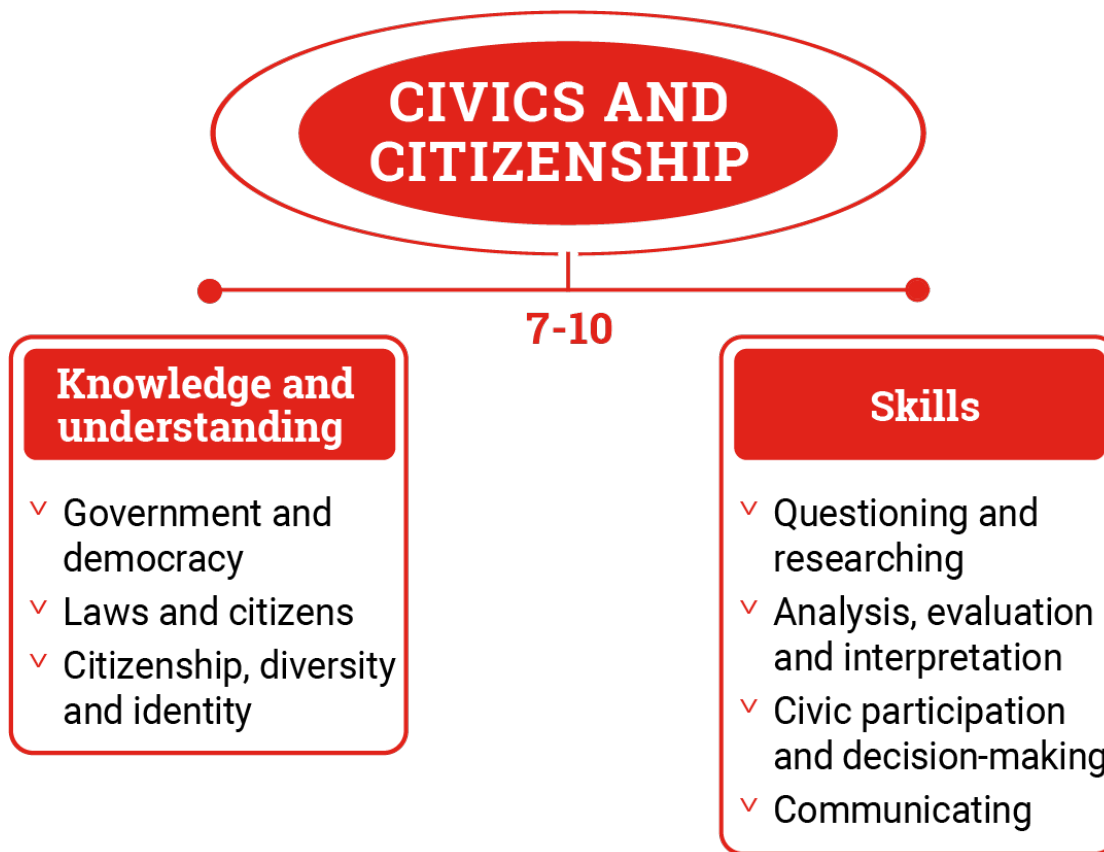 CIVICS AND
CITIZENSHIP
7-10
Knowledge and
understanding
Government and
democracy
Laws and citizens
Citizenship, diversity
and identity
Skills
Questioning and
researching
Analysis, evaluation
and interpretation
Civic participation
and decision-making
Communicating